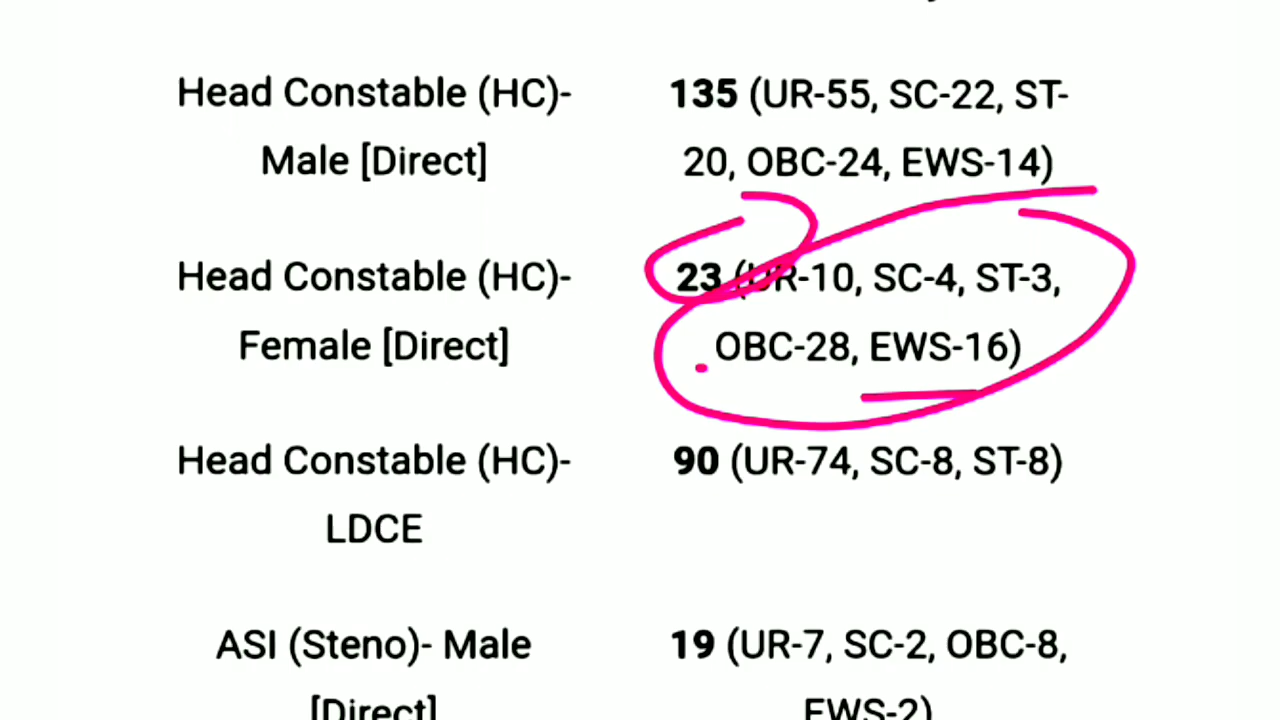 Head Constable (HC)- 135 (UR-55, SC-22, ST-
Male [Direct] 20, OBC-24, EWS-14)
Head Constable (HC)- 23 (UR-10, SC-4, ST-3,
Female [Direct] OBC-28, EWS-16)
Head Constable (HC)- 90 (UR-74, SC-8, ST-8)
LDCE
ASI (Steno)- Male 19 (UR-7, SC-2, OBC-8,
[Direct] EWS-2)